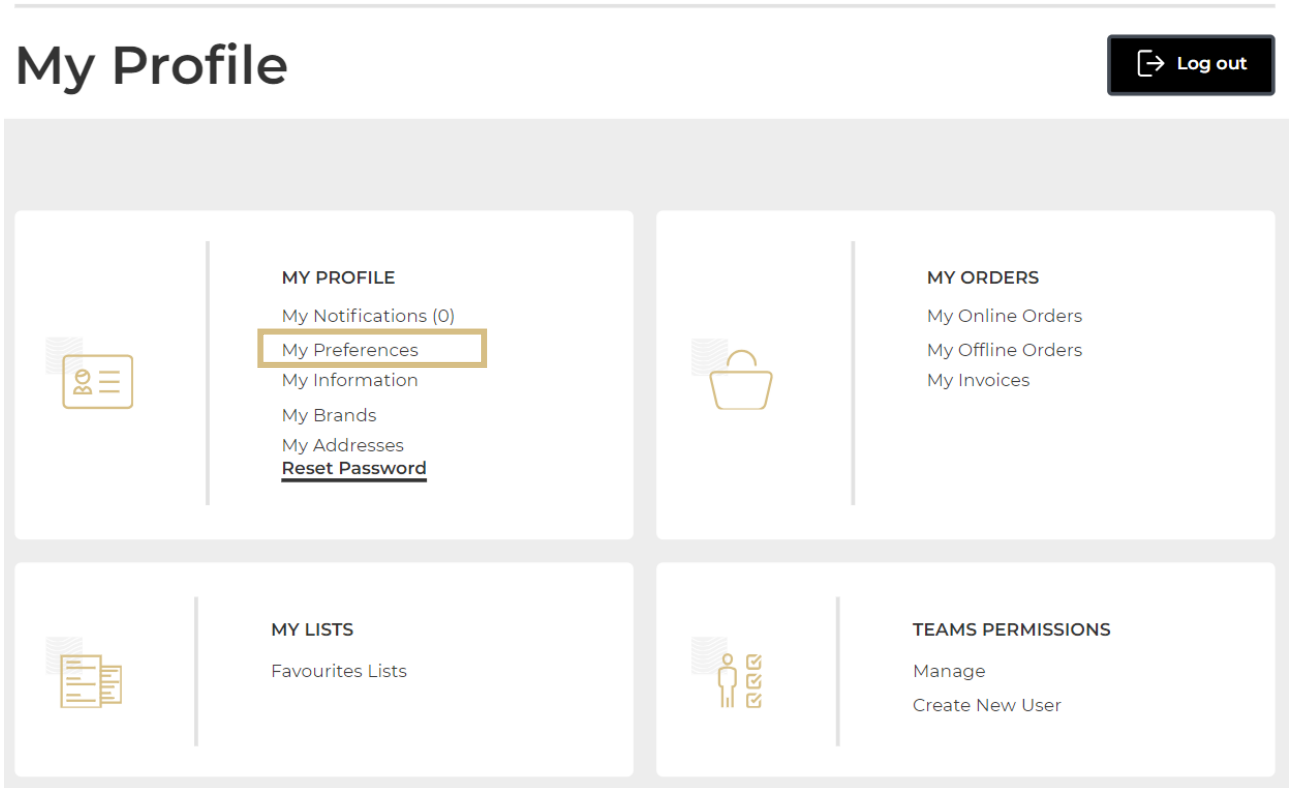 My Profile
Log out
MY PROFILE
My Notifications (0)
My Preferences
My Information
My Brands
My Addresses
Reset Password
MY ORDERS
My Online Orders
My Offline Orders
My Invoices
MY LISTS
Favourites Lists
TEAMS PERMISSIONS
Manage
Create New User